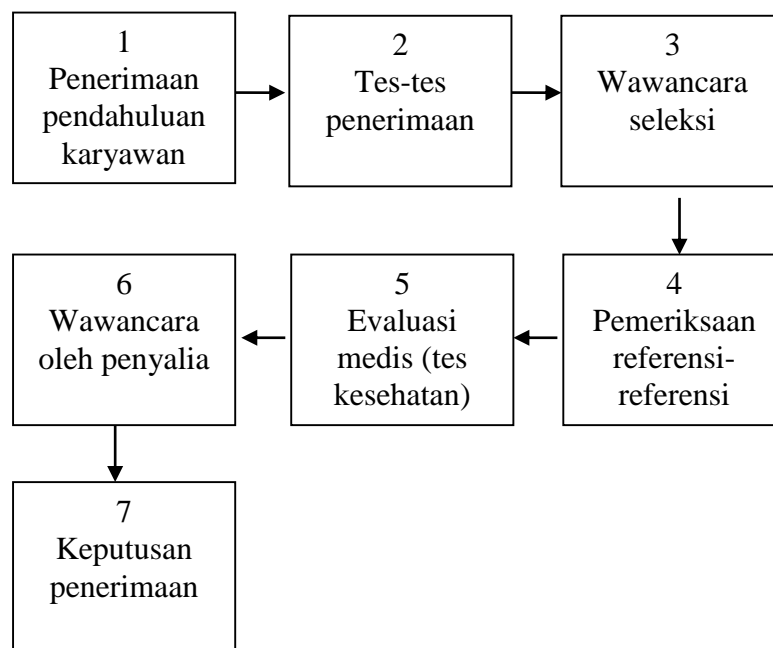 1
Penerimaan
pendahuluan
karyawan
2
Tes-tes
penerimaan
3
Wawancara
seleksi
4
Pemeriksaan
referensi-
referensi
5
Evaluasi
medis (tes
kesehatan)
6
Wawancara
oleh penyalia
7
Keputusan
penerimaan